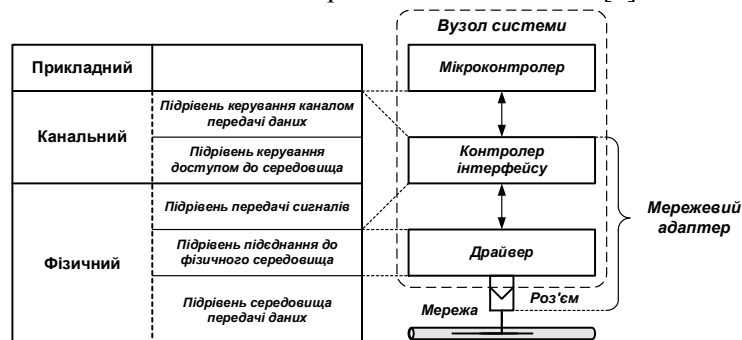 Вузол системи
Прикладний
Мікроконтролер
Канальний
Підрівень керування каналом
передачі даних
Підрівень керування
доступом до середовища
Контролер
інтерфейсу
Мережевий
адаптер
Фізичний
Підрівень передачі сигналів
Підрівень підєднання до
фізичного середовища
Драйвер
Підрівень середовища
передачі даних
Роз'єм
Мережа